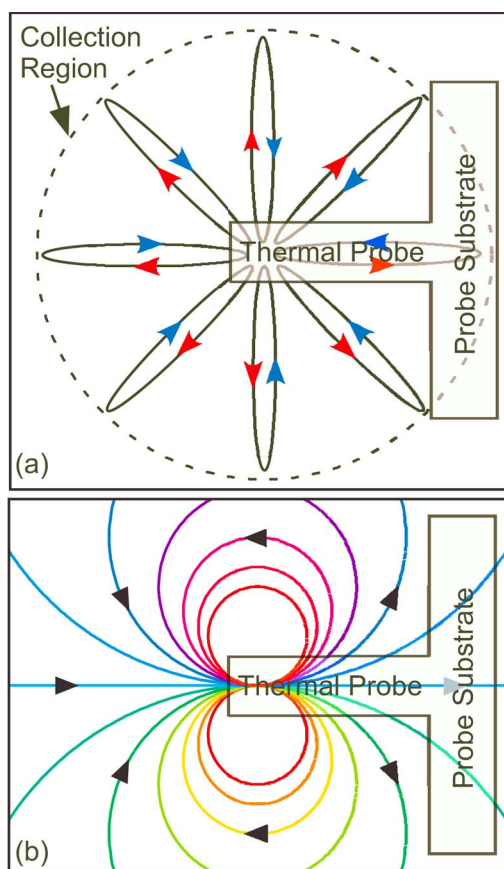 Collection
Region
Thermal Probe
Probe Substrate
(a)
Thermal Probe
Probe Substrate
(b)